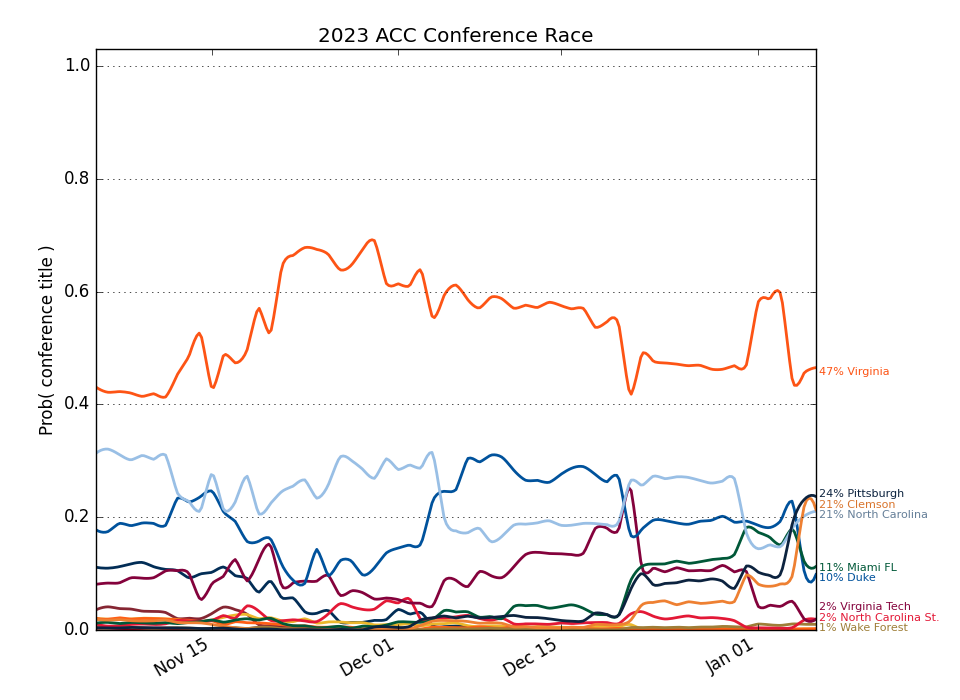 2023 ACC Conference Race
Prob( conference title )
1.0
0.8
0.6
0.4
0.2
0.0
47% Virginia
24% Pittsburgh
21% Clemson
21% North Carolina
11% Miami FL
10% Duke
2% Virginia Tech
2% North Carolina St.
1% Wake Forest
Nov 15
Dec 01
Dec 15
Jan 01